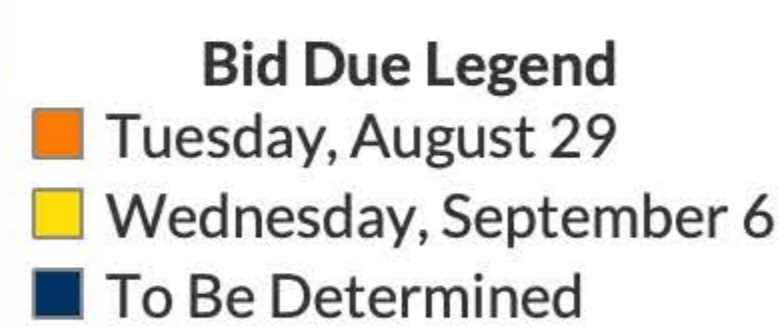 Bid Due Legend
Tuesday, August 29
Wednesday, September 6
To Be Determined